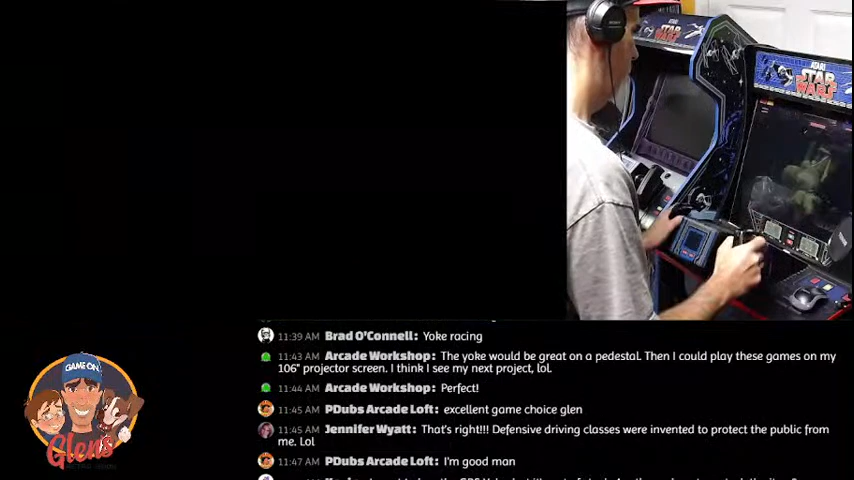 ATARI
STAR
WARS
ATARI
STAR
WARS
11:39 AM Brad O'Connell: Yoke racing
11:43 AM Arcade Workshop: The yoke would be great on a pedestal. Then I could play these games on my
106" projector screen. I think I see my next project, lol.
11:44 AM Arcade Workshop: Perfect!
11:45 AM PDubs Arcade Loft: excellent game choice glen
11:45 AM Jennifer Wyatt: That's right!!! Defensive driving classes were invented to protect the public from
me. Lol
11:47 AM PDubs Arcade Loft: I'm good man
GAME ON
Glens